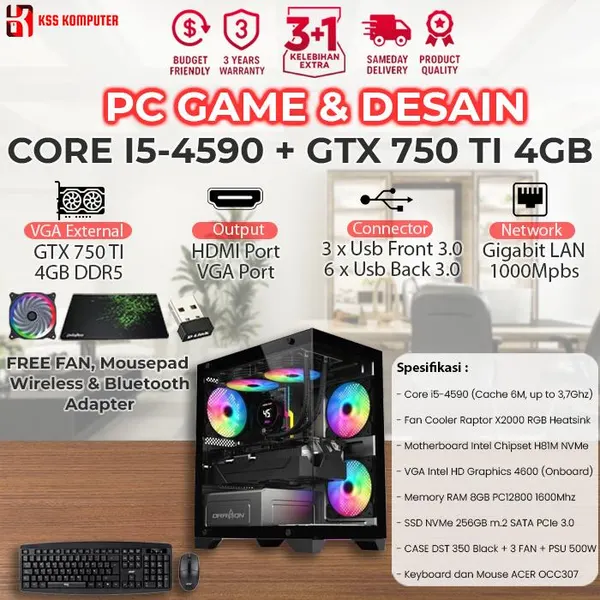 KSS KOMPUTER
BUDGET
FRIENDLY
3
YEARS
3 YEARS
WARRANTY
3+1
KELEBIHAN
EXTRA
SAMEDAY
DELIVERY
PRODUCT
QUALITY
PC GAME & DESAIN
CORE I5-4590 + GTX 750 TI 4GB
VGA External
GTX 750 TI
4GB DDR5
Output
HDMI Port
VGA Port
Connector
3 x Usb Front 3.0
6 x Usb Back 3.0
Network
Gigabit LAN
1000Mpbs
FREE FAN, Mousepad
Wireless & Bluetooth
Adapter
Spesifikasi :
- Core i5-4590 (Cache 6M, up to 3,7Ghz)
- Fan Cooler Raptor X2000 RGB Heatsink
- Motherboard Intel Chipset H81M NVMe
- VGA Intel HD Graphics 4600 (Onboard)
- Memory RAM 8GB PC12800 1600Mhz
- SSD NVMe 256GB m.2 SATA PCIe 3.0
- CASE DST 350 Black + 3 FAN + PSU 500W
- Keyboard dan Mouse ACER OCC307
45